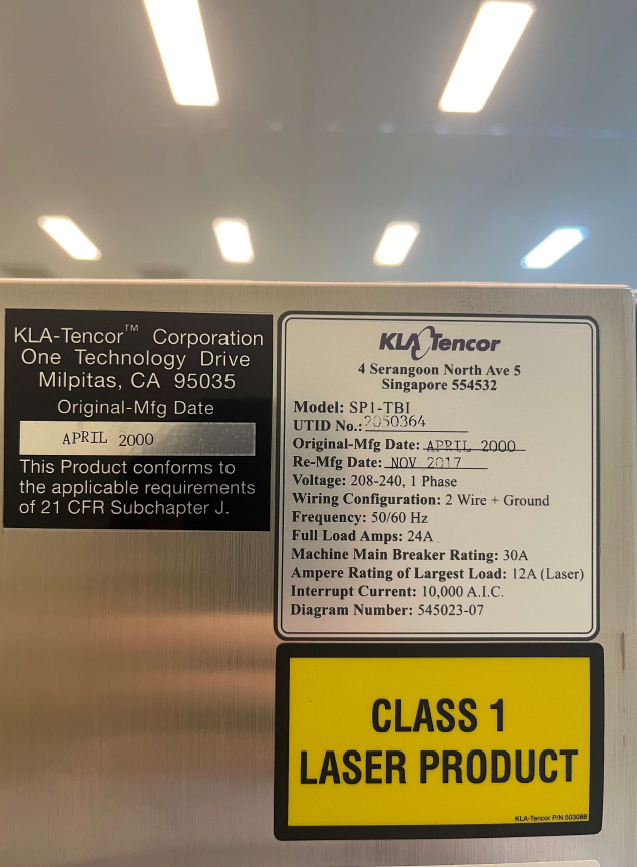 KLA-Tencor™ Corporation
One Technology Drive
Milpitas, CA 95035
Original-Mfg Date
APRIL 2000
This Product conforms to
the applicable requirements
of 21 CFR Subchapter J.
KLA Tencor
4 Serangoon North Ave 5
Singapore 554532
Model: SP1-TBI
UTID No.: 2050364
Original-Mfg Date: APRIL 2000
Re-Mfg Date: NOV 2017
Voltage: 208-240, 1 Phase
Wiring Configuration: 2 Wire + Ground
Frequency: 50/60 Hz
Full Load Amps: 24A
Machine Main Breaker Rating: 30A
Ampere Rating of Largest Load: 12A (Laser)
Interrupt Current: 10,000 A.I.C.
Diagram Number: 545023-07
CLASS 1
LASER PRODUCT
KLA-Tencor P/N 503088